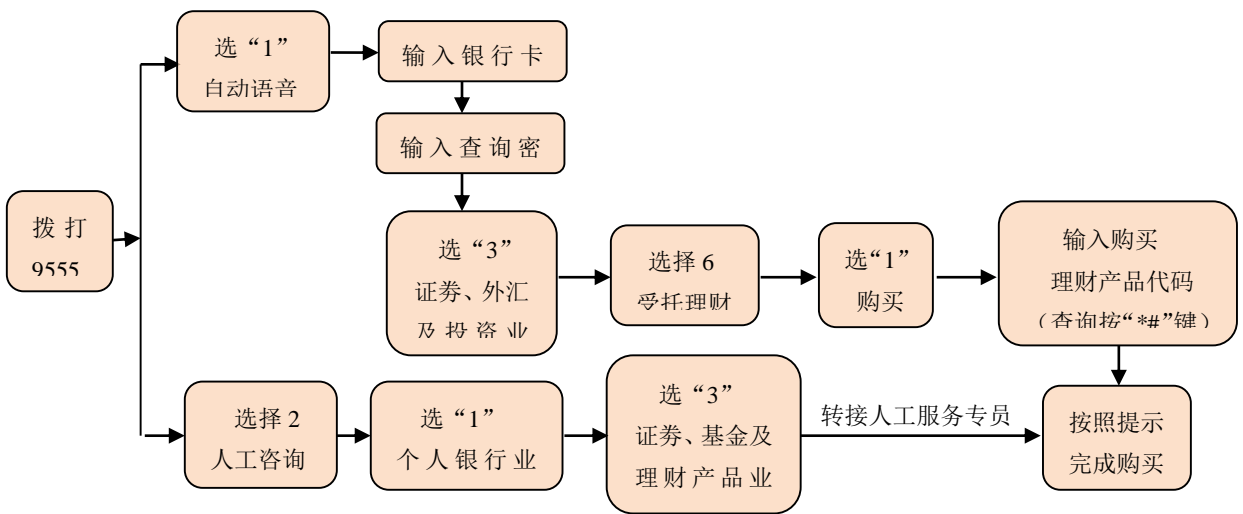 拨打
9555
选“1”
自动语音
输入银行卡
输入查询密
选“3”
证券、外汇
及投资业
选择 6
受托理财
选“1”
购买
输入购买
理财产品代码
（查询按“*#”键）
选择 2
人工咨询
选“1”
个人银行业
选“3”
证券、基金及
理财产品业
转接人工服务专员
按照提示
完成购买